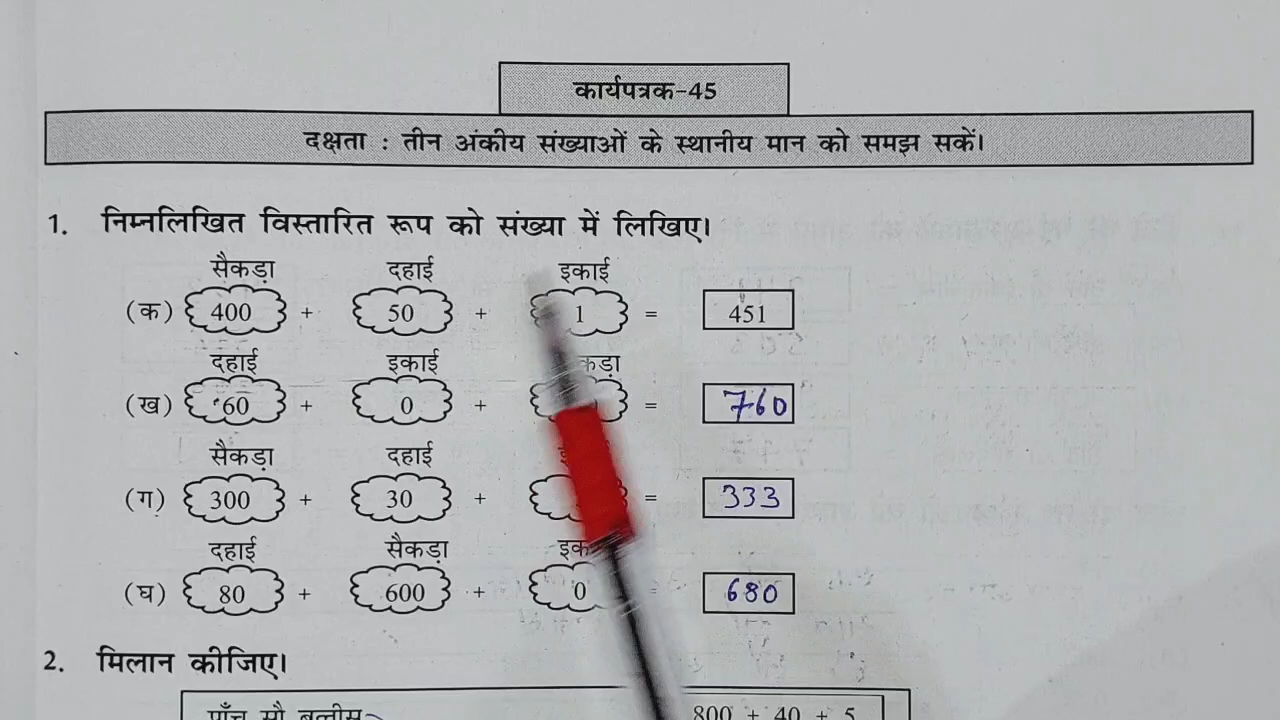 कार्यपत्रक-45
दक्षता : तीन अंकीय संख्याओं के स्थानीय मान को समझ सकें।
1. निम्नलिखित विस्तारित रूप को संख्या में लिखिए।
सैकड़ा दहाई इकाई
(क) 400 + 50 + 1 = 451
दहाई इकाई
(ख) 60 + 0 + = 760
सैकड़ा दहाई
(ग) 300 + 30 + = 333
दहाई सैकड़ा
(घ) 80 + 600 + 0 = 680
2. मिलान कीजिए।
पाँच सौ बत्तीस 800 + 40 + 5